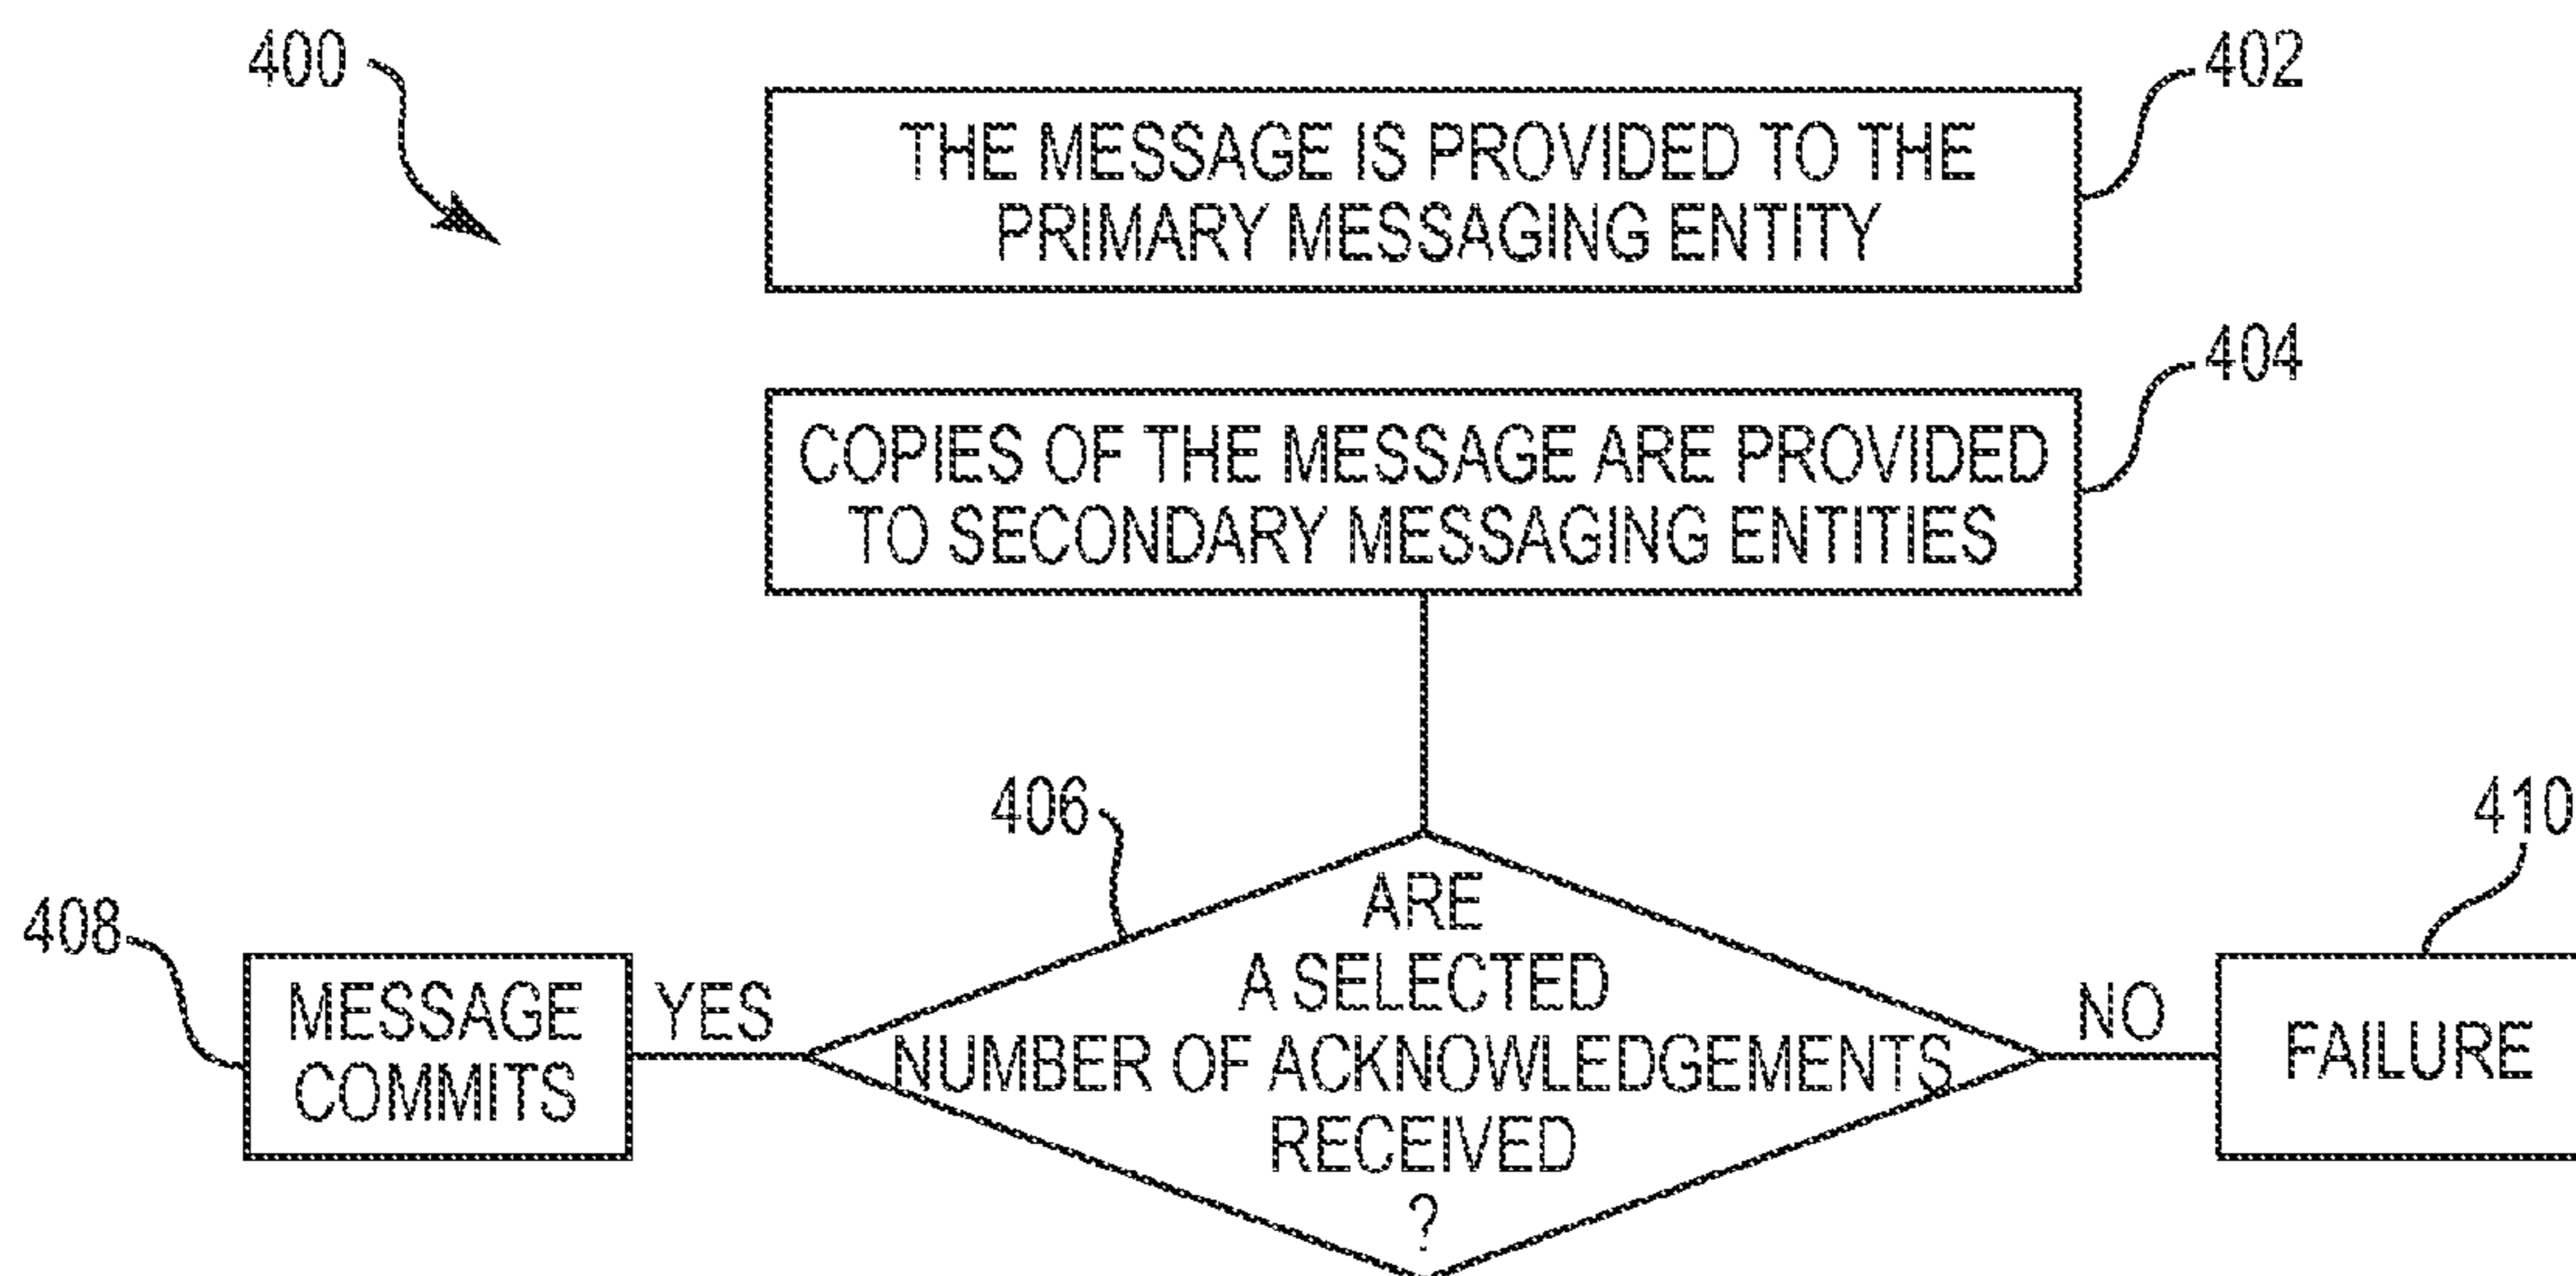 400
402
THE MESSAGE IS PROVIDED TO THE
PRIMARY MESSAGING ENTITY
404
COPIES OF THE MESSAGE ARE PROVIDED
TO SECONDARY MESSAGING ENTITIES
406
410
408
ARE
A SELECTED
NUMBER OF ACKNOWLEDGEMENTS
RECEIVED
?
MESSAGE
COMMITS
YES
NO
FAILURE